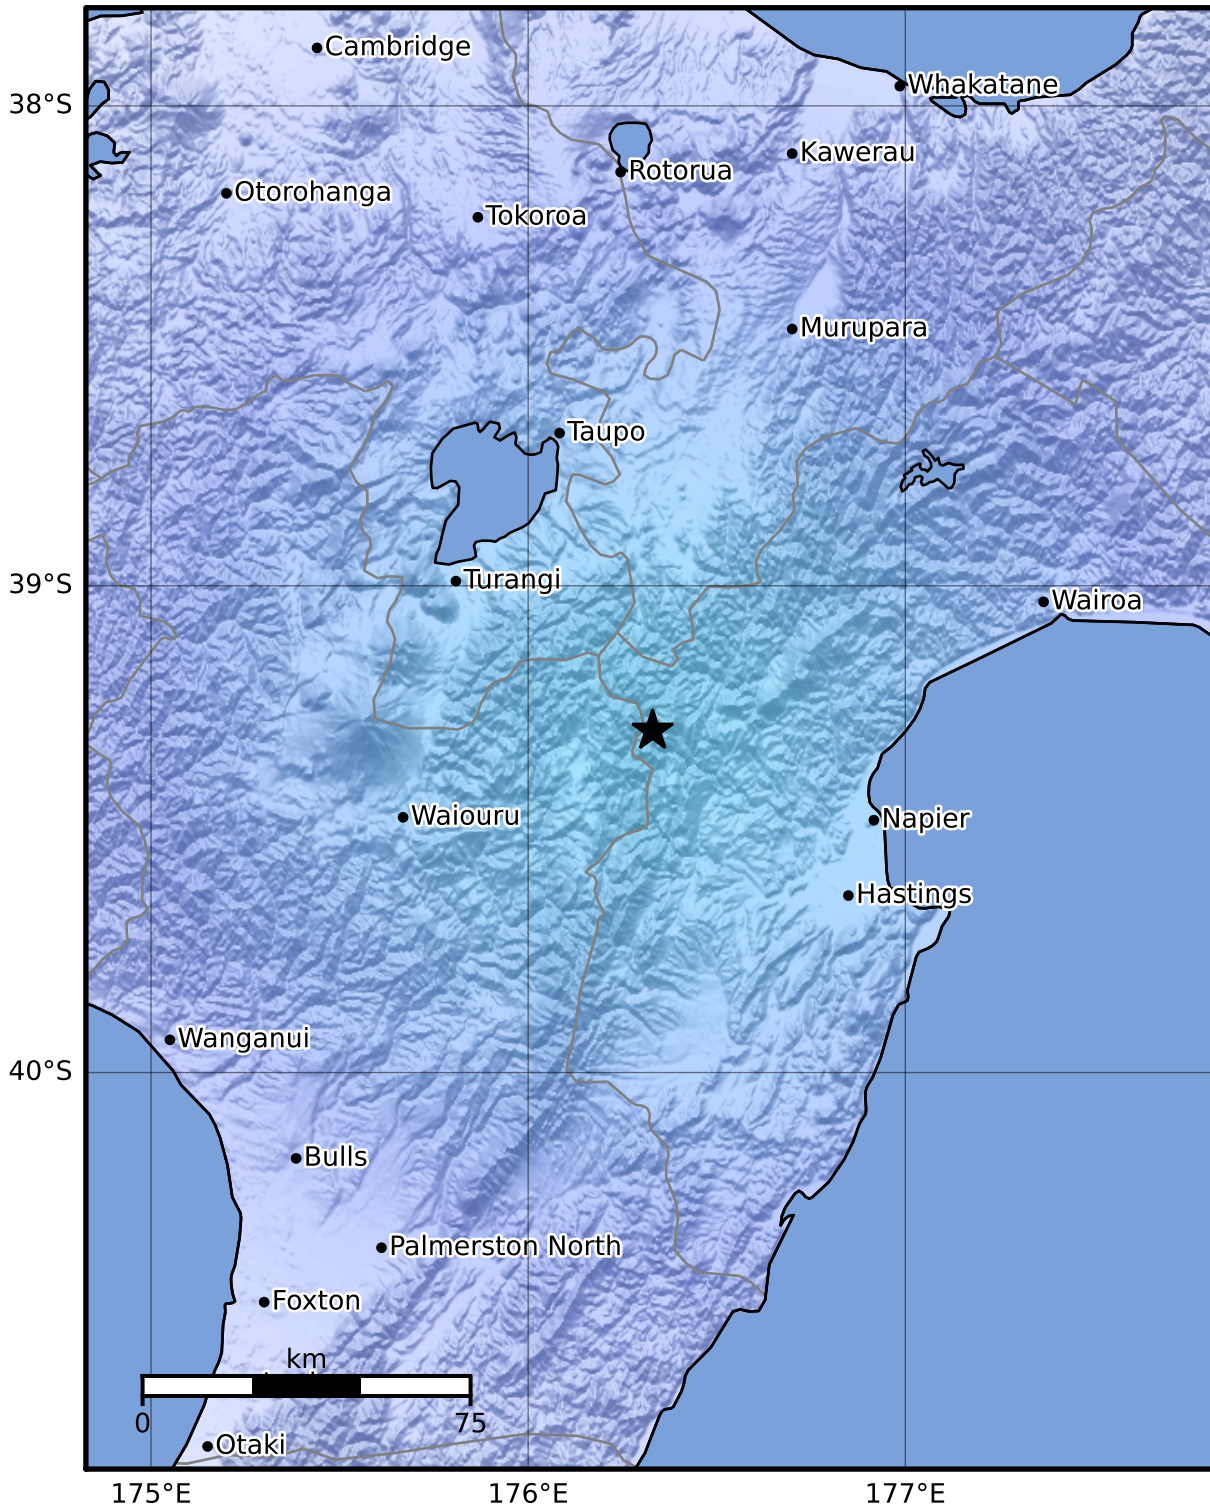 Cambridge
Whakatane
38°S
Kawerau
Rotorua
Otorohanga
Tokoroa
Murupara
Taupo
Turangi
39°S
Wairoa
Waiouru
Napier
Hastings
Wanganui
40°S
Bulls
Palmerston North
Foxton
km
0
75
Otaki
175°E
176°E
177°E